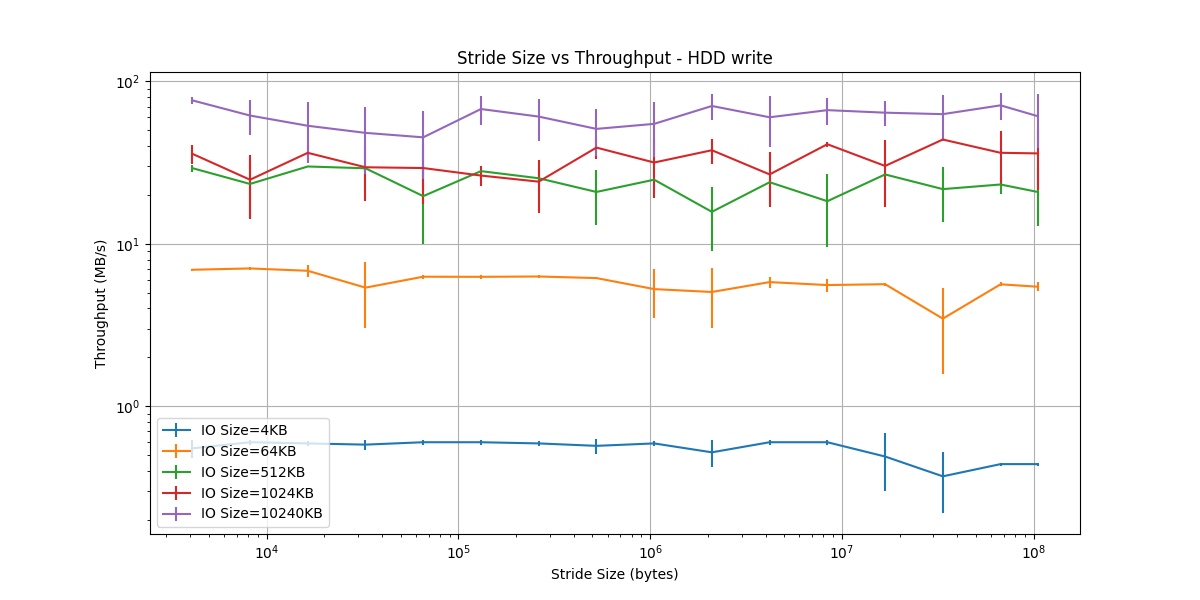 Stride Size vs Throughput - HDD write
Throughput (MB/s)
10²
10¹
10⁰
IO Size=4KB
IO Size=64KB
IO Size=512KB
IO Size=1024KB
IO Size=10240KB
10⁴ 10⁵ 10⁶ 10⁷ 10⁸
Stride Size (bytes)